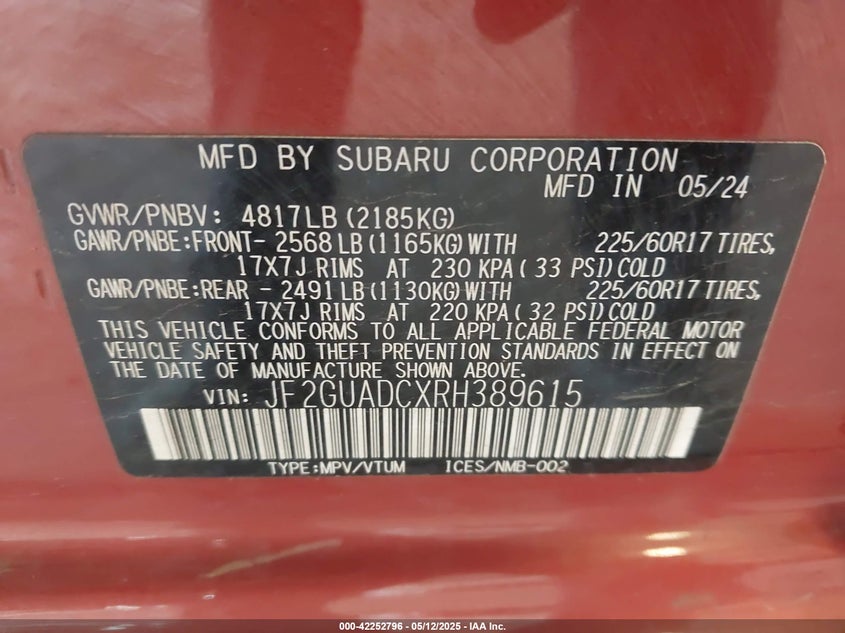 MFD BY SUBARU CORPORATION
MFD IN 05/24
GVWR/PNBV: 4817LB (2185KG)
GAWR/PNBE:FRONT- 2568 LB (1165KG) WITH 225/60R17 TIRES,
17X7J RIMS AT 230 KPA ( 33 PSI) COLD
GAWR/PNBE:REAR - 2491 LB (1130KG) WITH 225/60R17 TIRES,
17X7J RIMS AT 220 KPA ( 32 PSI) COLD
THIS VEHICLE CONFORMS TO ALL APPLICABLE FEDERAL MOTOR
VEHICLE SAFETY AND THEFT PREVENTION STANDARDS IN EFFECT ON
THE DATE OF MANUFACTURE SHOWN ABOVE.
VIN: JF2GUADCXRH389615
TYPE:MPV/VTUM ICES/NMB-002
000-42252796 - 05/12/2025 - IAA Inc.